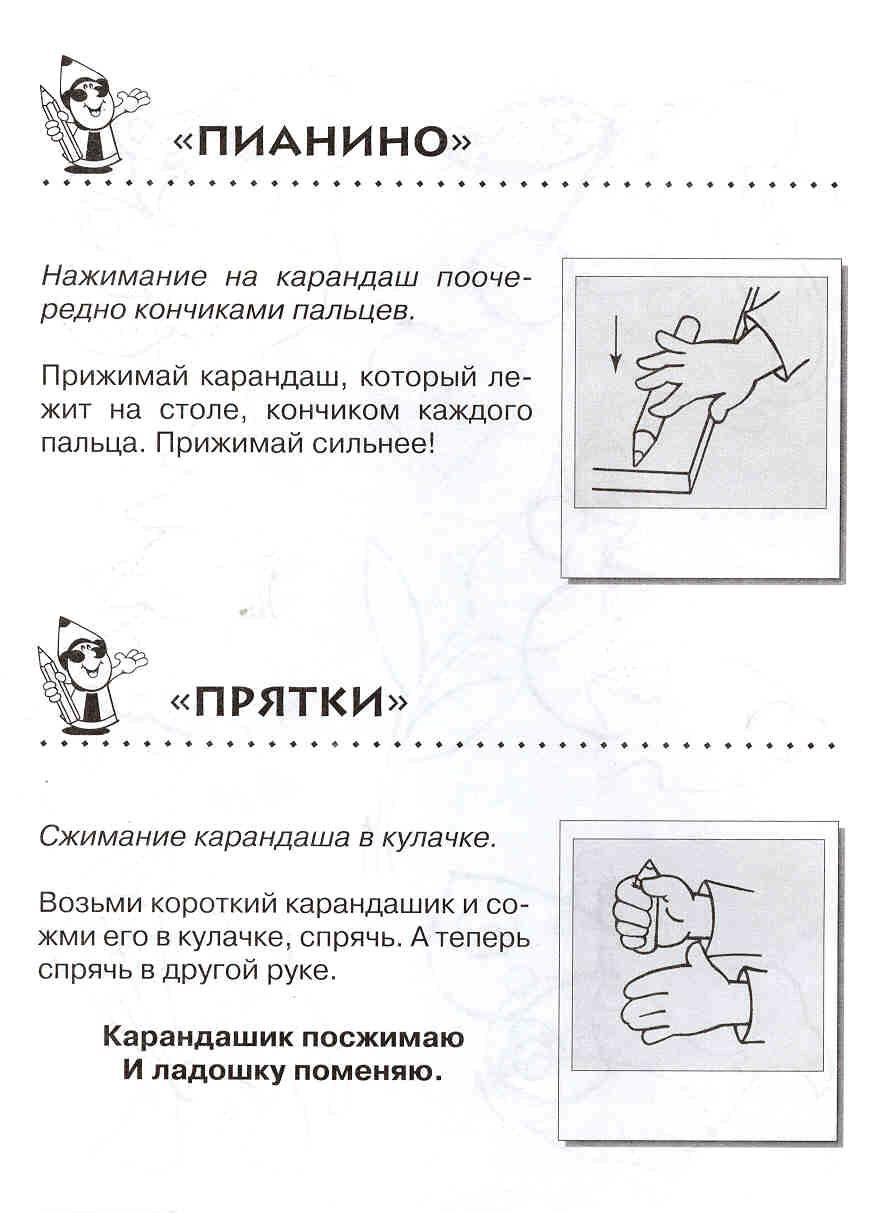 «ПИАНИНО»
Нажимание на карандаш пооче-
редно кончиками пальцев.
Прижимай карандаш, который ле-
жит на столе, кончиком каждого
пальца. Прижимай сильнее!
«ПРЯТКИ»
Сжимание карандаша в кулачке.
Возьми короткий карандашик и со-
жми его в кулачке, спрячь. А теперь
спрячь в другой руке.
Карандашик посжимаю
И ладошку поменяю.